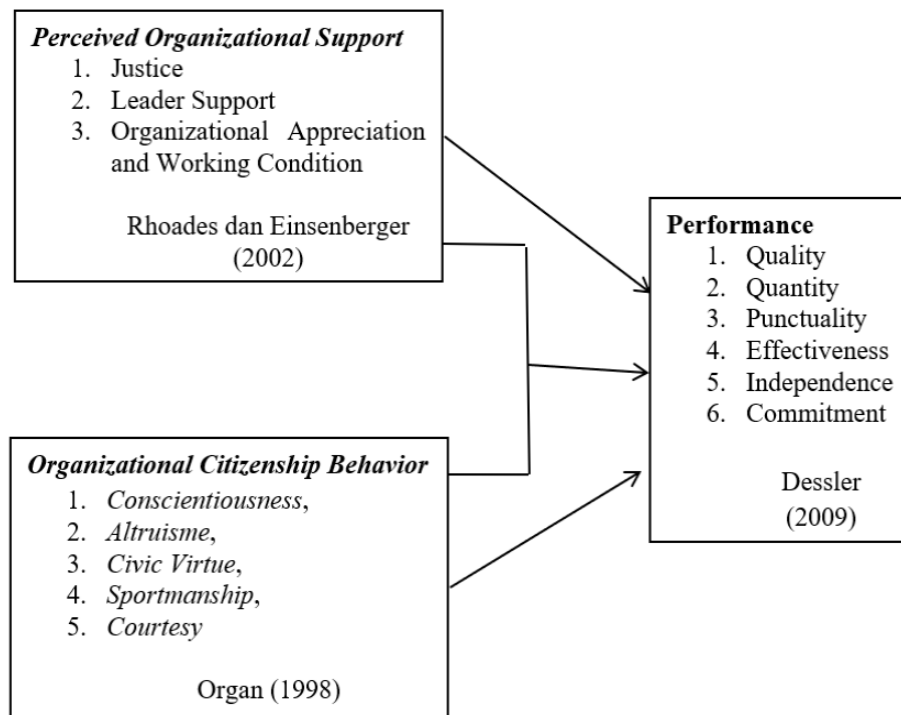 Perceived Organizational Support
1. Justice
2. Leader Support
3. Organizational Appreciation
and Working Condition
Rhoades dan Einsenberger
(2002)
Performance
1. Quality
2. Quantity
3. Punctuality
4. Effectiveness
5. Independence
6. Commitment
Dessler
(2009)
Organizational Citizenship Behavior
1. Conscientiousness,
2. Altruisme,
3. Civic Virtue,
4. Sportmanship,
5. Courtesy
Organ (1998)